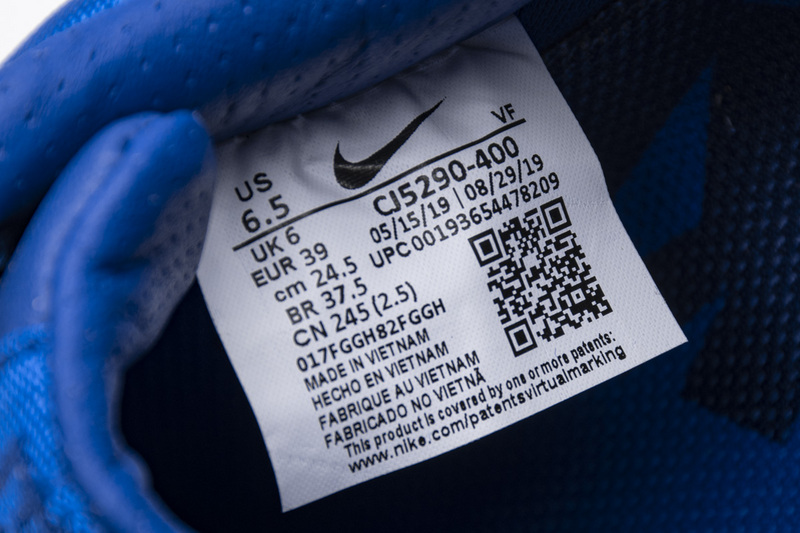 VF
US
6.5
CJ5290-400
05/15/19 | 08/29/19
UPC00193654478209
UK 6
EUR 39
cm 24.5
BR 37.5
CN 245 (2.5)
017FGGH82FGGH
MADE IN VIETNAM
HECHO EN VIETNAM
FABRIQUE AU VIETNAM
FABRICADO NO VIETNÃ
This product is covered by one or more patents:
www.nike.com/patentsvirtualmarking